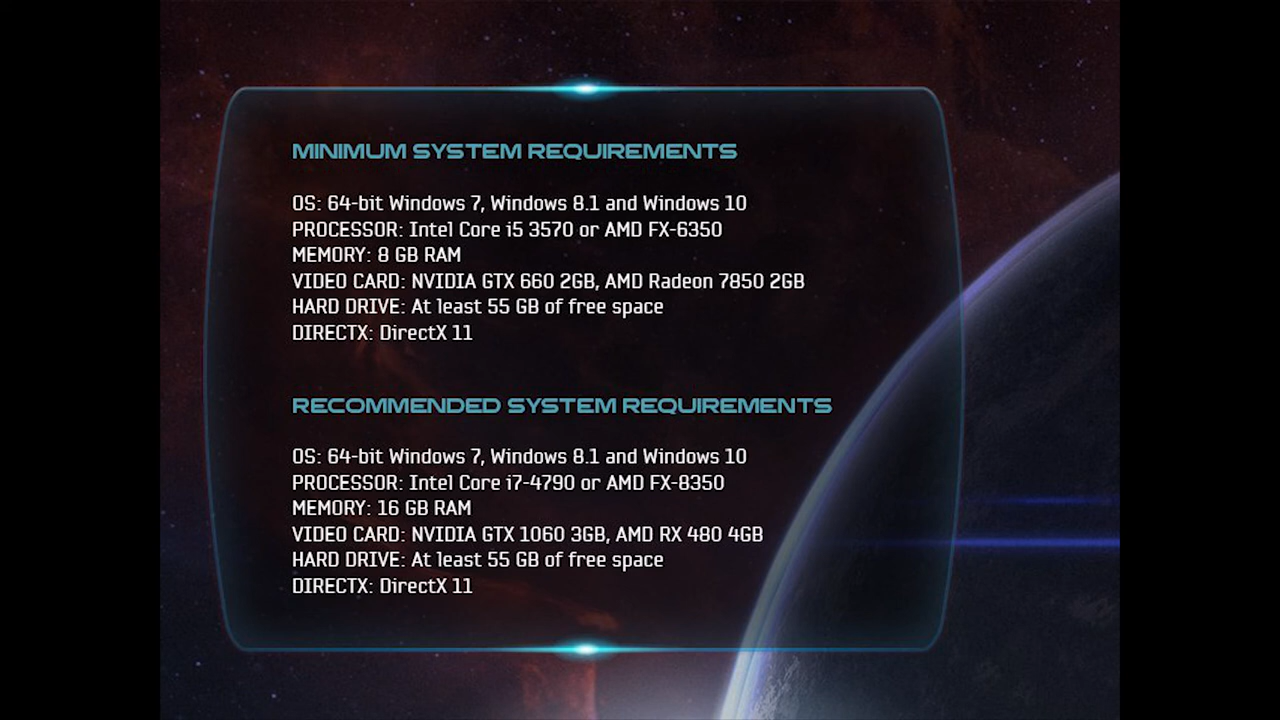 MINIMUM SYSTEM REQUIREMENTS
OS: 64-bit Windows 7, Windows 8.1 and Windows 10
PROCESSOR: Intel Core i5 3570 or AMD FX-6350
MEMORY: 8 GB RAM
VIDEO CARD: NVIDIA GTX 660 2GB, AMD Radeon 7850 2GB
HARD DRIVE: At least 55 GB of free space
DIRECTX: DirectX 11
RECOMMENDED SYSTEM REQUIREMENTS
OS: 64-bit Windows 7, Windows 8.1 and Windows 10
PROCESSOR: Intel Core i7-4790 or AMD FX-8350
MEMORY: 16 GB RAM
VIDEO CARD: NVIDIA GTX 1060 3GB, AMD RX 480 4GB
HARD DRIVE: At least 55 GB of free space
DIRECTX: DirectX 11